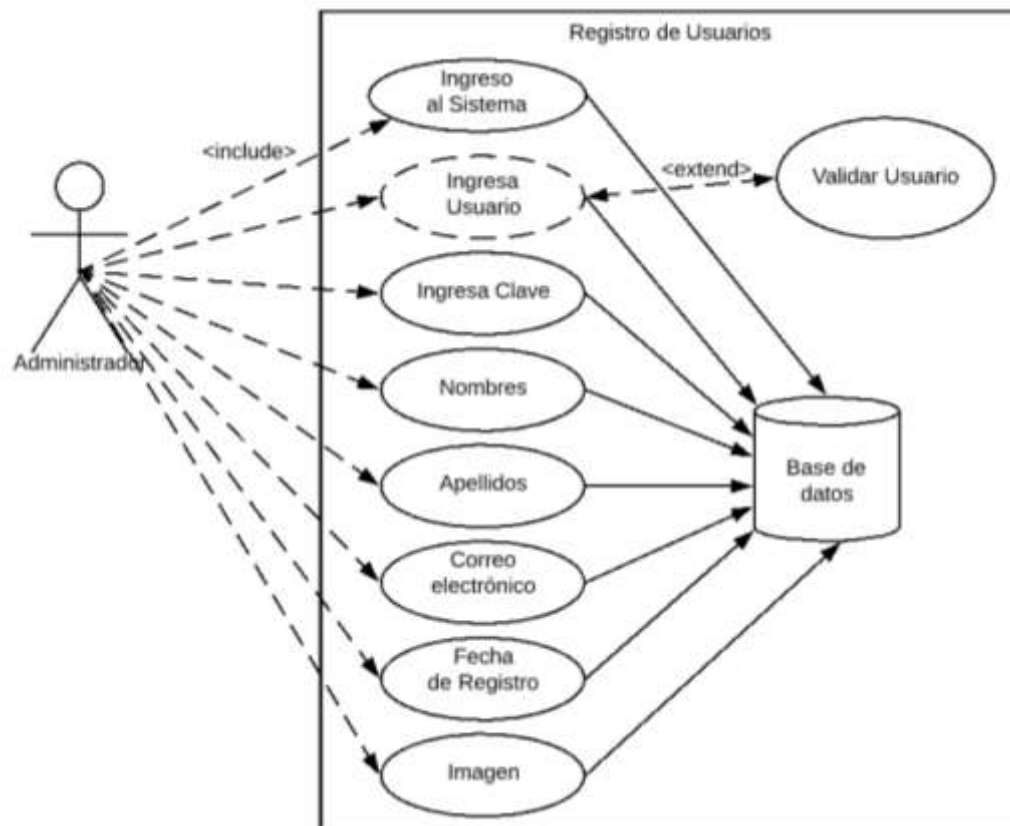 Registro de Usuarios
Ingreso
al Sistema
<include>
Ingresa
Usuario
<extend>
Validar Usuario
Ingresa Clave
Administrador
Nombres
Apellidos
Base de
datos
Correo
electrónico
Fecha
de Registro
Imagen